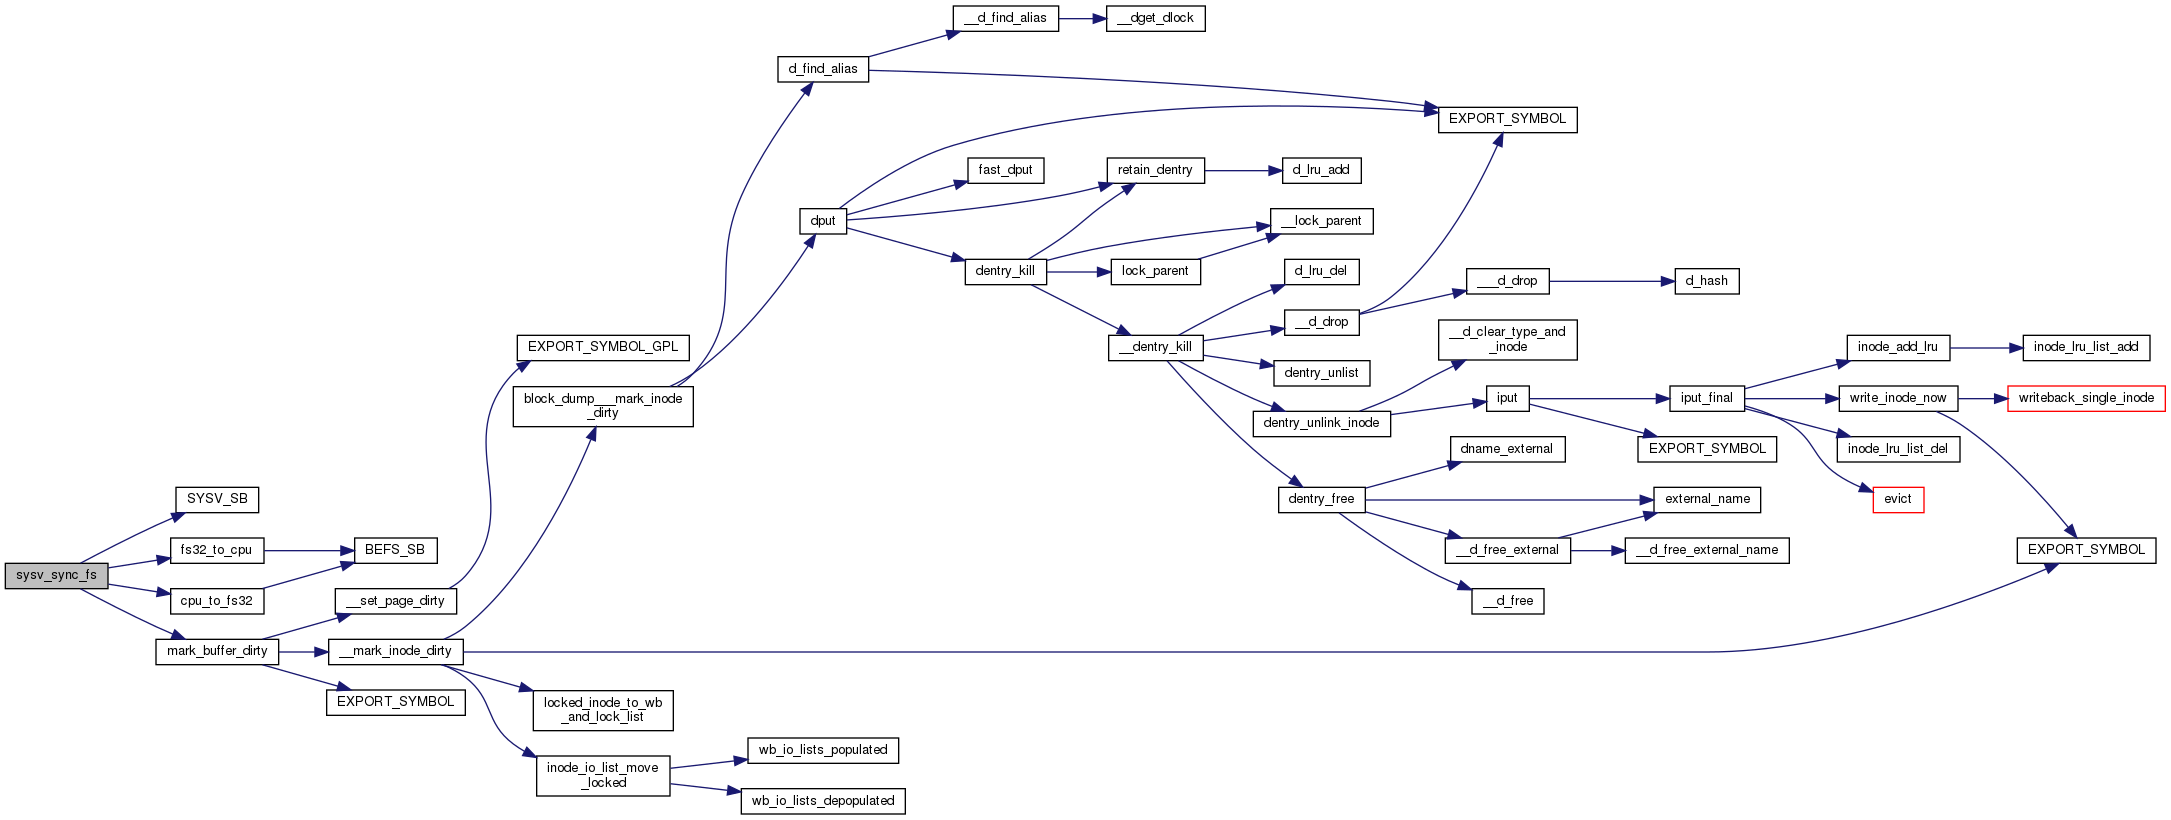 __d_find_alias
__dget_dlock
d_find_alias
EXPORT_SYMBOL
fast_dput
retain_dentry
d_lru_add
dput
__lock_parent
dentry_kill
lock_parent
d_lru_del
___d_drop
d_hash
__d_drop
__d_clear_type_and
_inode
EXPORT_SYMBOL_GPL
__dentry_kill
inode_add_lru
inode_lru_list_add
dentry_unlist
block_dump___mark_inode
_dirty
iput
iput_final
write_inode_now
writeback_single_inode
dentry_unlink_inode
dname_external
EXPORT_SYMBOL
inode_lru_list_del
SYSV_SB
dentry_free
external_name
evict
fs32_to_cpu
BEFS_SB
__d_free_external
__d_free_external_name
EXPORT_SYMBOL
sysv_sync_fs
cpu_to_fs32
__set_page_dirty
__d_free
mark_buffer_dirty
__mark_inode_dirty
EXPORT_SYMBOL
locked_inode_to_wb
_and_lock_list
wb_io_lists_populated
inode_io_list_move
_locked
wb_io_lists_depopulated